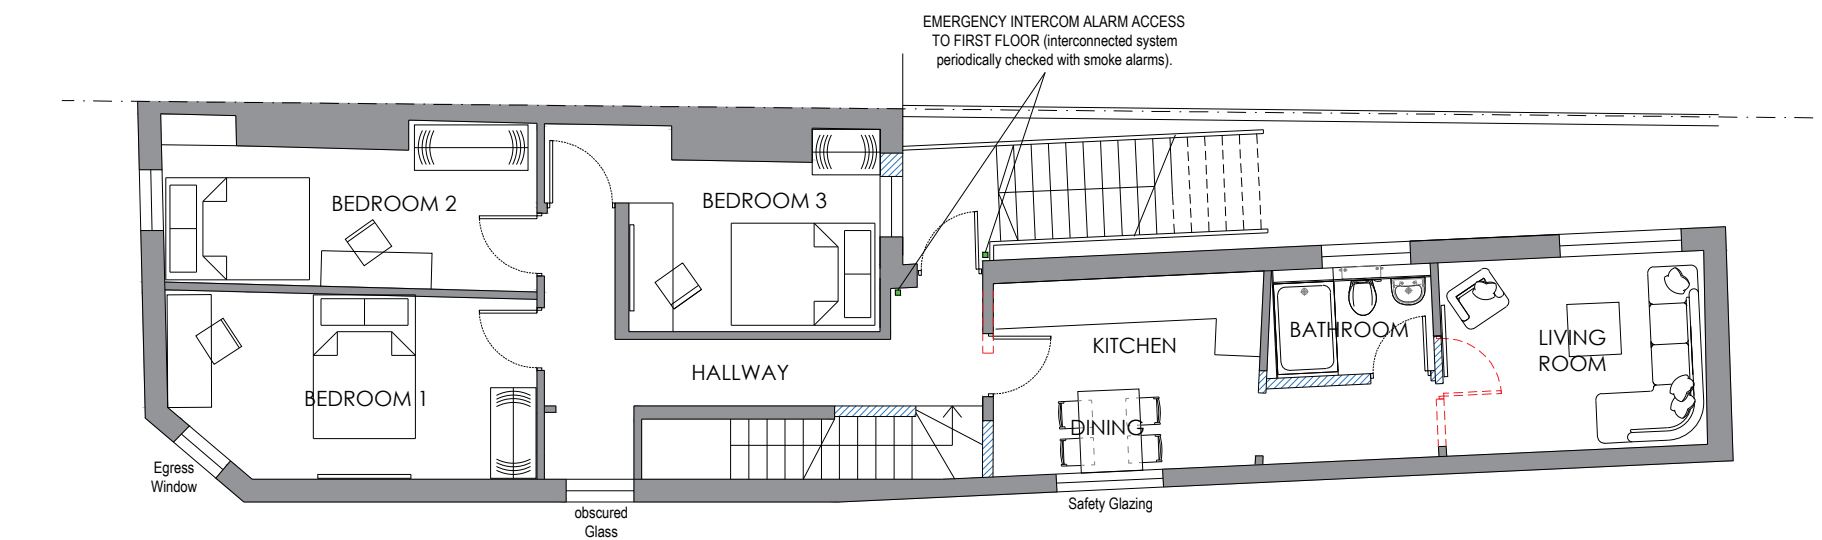 EMERGENCY INTERCOM ALARM ACCESS
TO FIRST FLOOR (interconnected system
periodically checked with smoke alarms).
BEDROOM 2
BEDROOM 3
BATHROOM
LIVING
ROOM
KITCHEN
HALLWAY
BEDROOM 1
DINING
Egress
Window
obscured
Glass
Safety Glazing